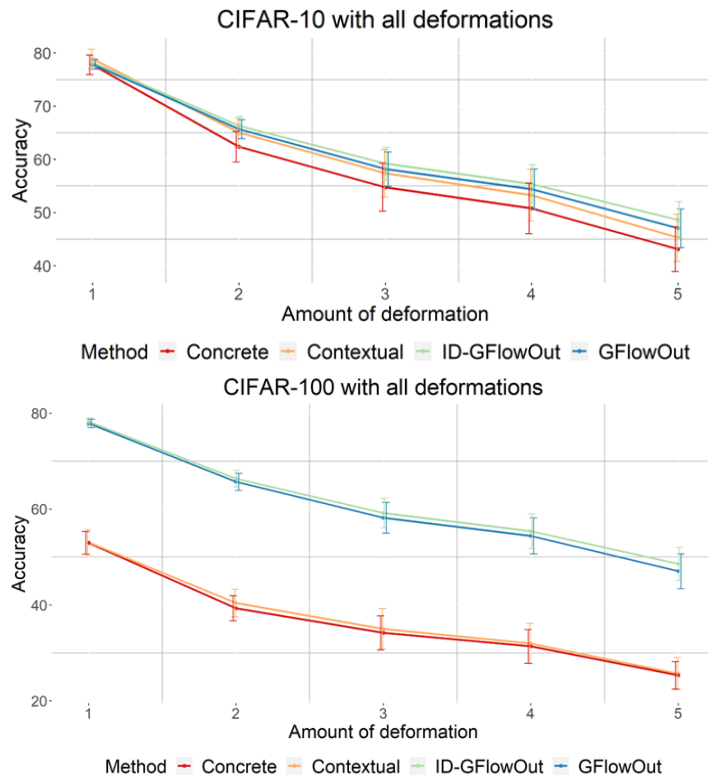 CIFAR-10 with all deformations
80
70
60
50
40
Accuracy
1 2 3 4 5
Amount of deformation
Method Concrete Contextual ID-GFlowOut GFlowOut
CIFAR-100 with all deformations
80
60
40
20
Accuracy
1 2 3 4 5
Amount of deformation
Method Concrete Contextual ID-GFlowOut GFlowOut